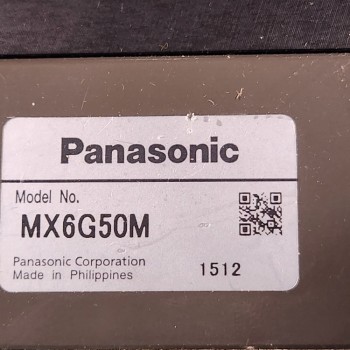 Panasonic
Model No.
MX6G50M
Panasonic Corporation
Made in Philippines
1512